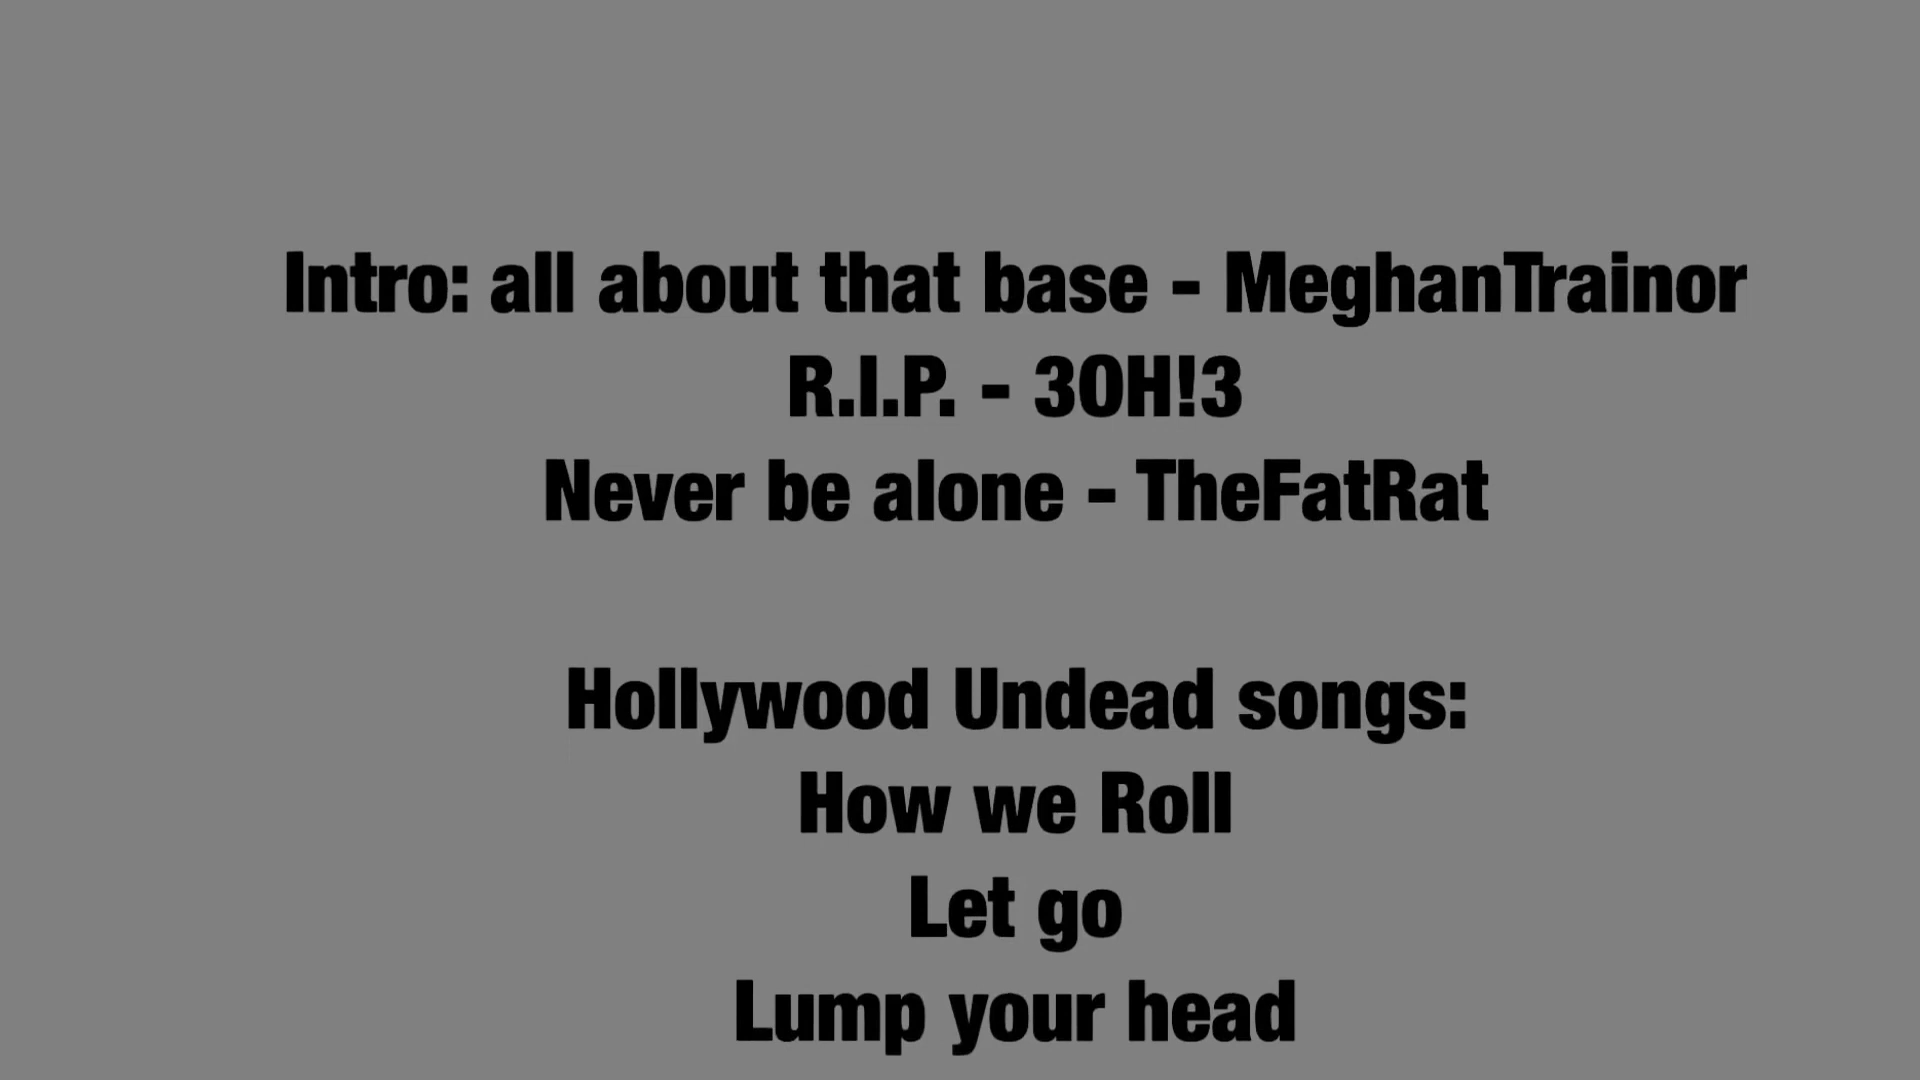 Intro: all about that base - MeghanTrainor
R.I.P. - 3OH!3
Never be alone - TheFatRat
Hollywood Undead songs:
How we Roll
Let go
Lump your head